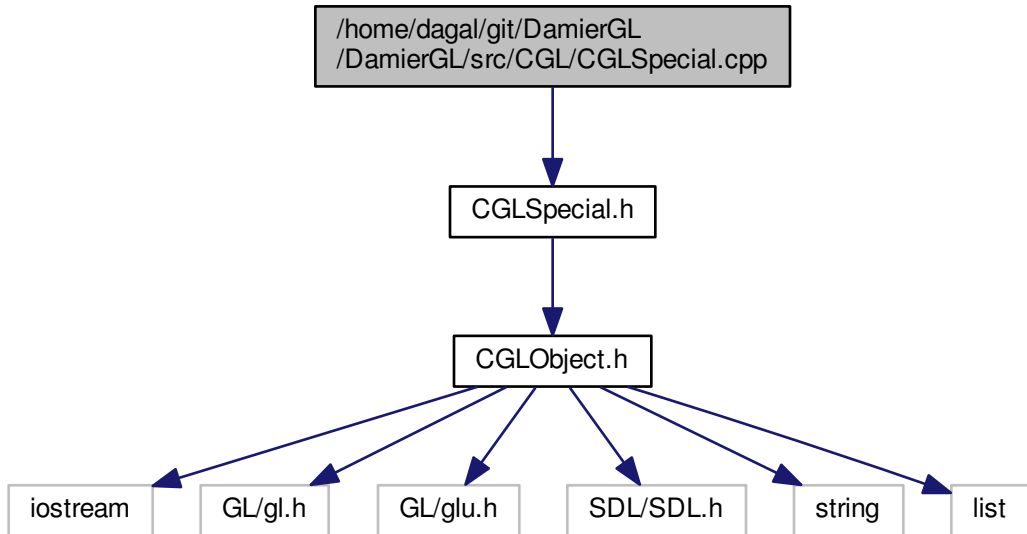 /home/dagal/git/DamierGL
/DamierGL/src/CGL/CGLSpecial.cpp
CGLSpecial.h
CGLObject.h
iostream
GL/gl.h
GL/glu.h
SDL/SDL.h
string
list